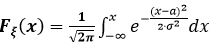 𝑭_𝝃(𝒙) = 𝟏/√𝟐𝝅 ∫_{−∞}^{x} e^{−(x−a)²/(2·σ²)} dx